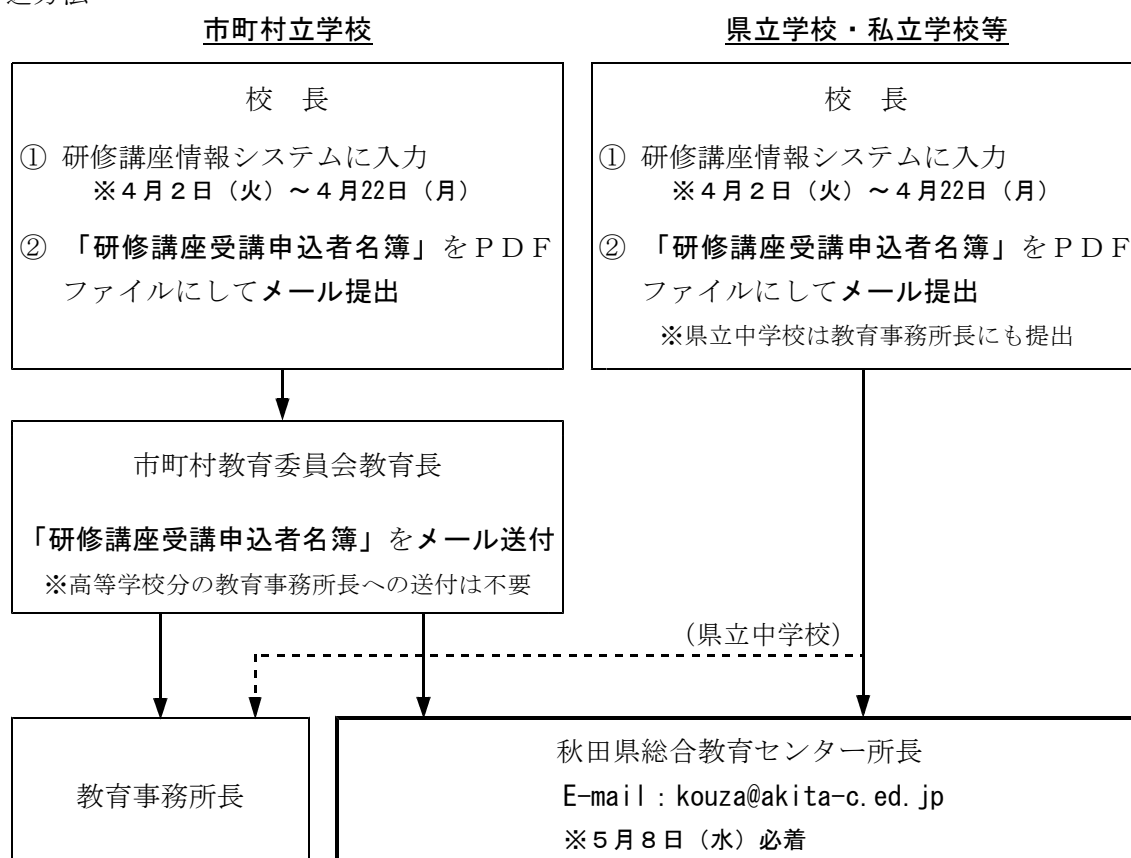 市町村立学校
校　長
① 研修講座情報システムに入力
※４月２日（火）～４月22日（月）
② 「研修講座受講申込者名簿」をＰＤＦ
ファイルにしてメール提出
県立学校・私立学校等
校　長
① 研修講座情報システムに入力
※４月２日（火）～４月22日（月）
② 「研修講座受講申込者名簿」をＰＤＦ
ファイルにしてメール提出
※県立中学校は教育事務所長にも提出
市町村教育委員会教育長
「研修講座受講申込者名簿」をメール送付
※高等学校分の教育事務所長への送付は不要
（県立中学校）
教育事務所長
秋田県総合教育センター所長
E-mail：kouza@akita-c.ed.jp
※５月８日（水）必着